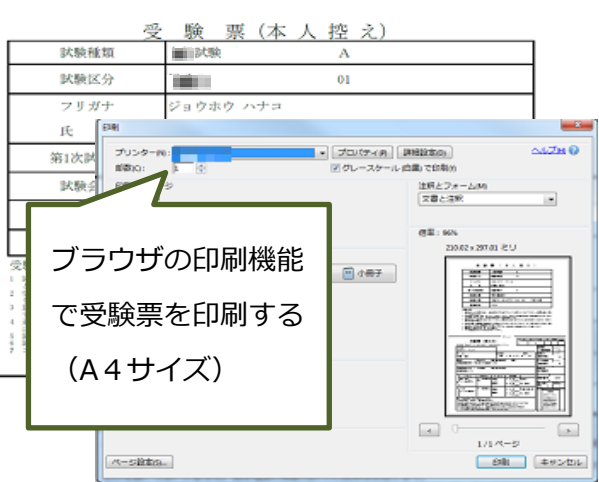 受 験 票（本 人 控 え）
試験種類 試験 A
試験区分 01
フリガナ ジョウホウ ハナコ
氏
第1次試
試験会
印刷
プリンター(N): プロパティ(P) 詳細設定(D) ヘルプ(H)
部数(C): 1 グレースケール (白黒) で印刷(Y)
ジ 注釈とフォーム(M)
文書と注釈
倍率 : 96%
210.02 x 297.01 ミリ
小冊子
ブラウザの印刷機能
で受験票を印刷する
（A４サイズ）
< >
1/1 ページ
ページ設定(S)... 印刷 キャンセル